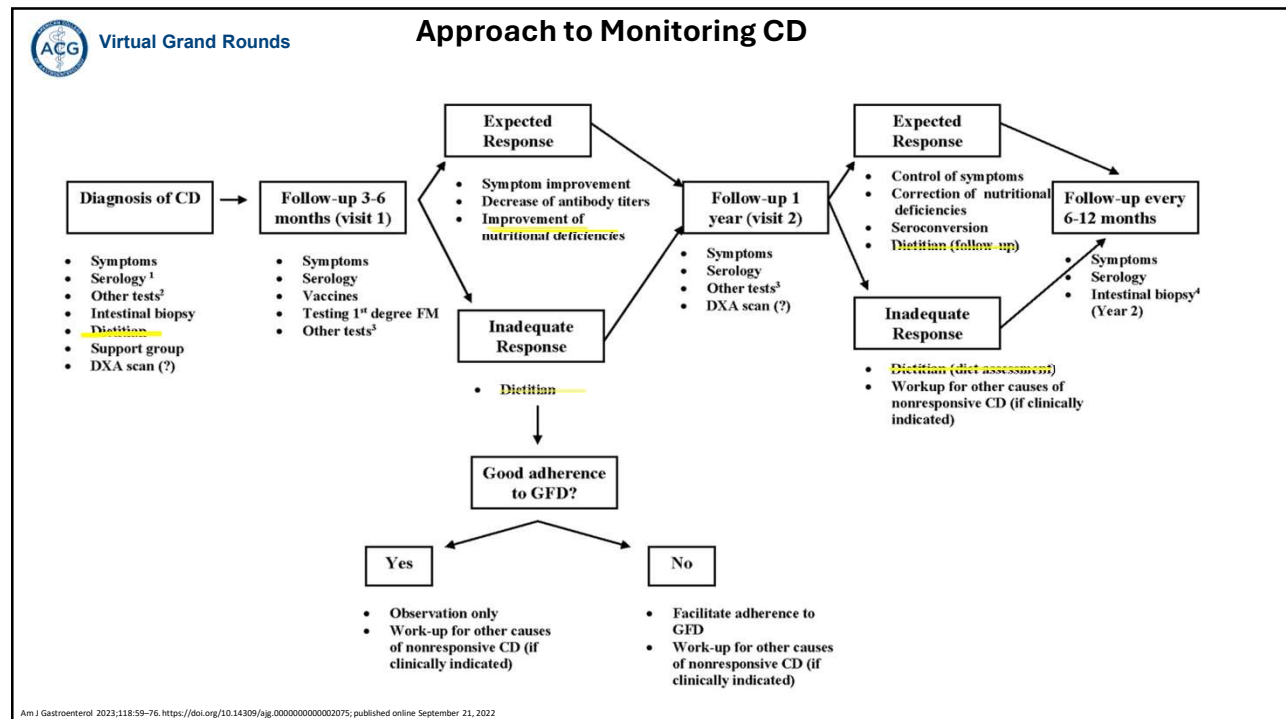 AMERICAN COLLEGE
OF GASTROENTEROLOGY
ACG
Virtual Grand Rounds
Approach to Monitoring CD
Diagnosis of CD
• Symptoms
• Serology ¹
• Other tests²
• Intestinal biopsy
• Dietitian
• Support group
• DXA scan (?)
Follow-up 3-6
months (visit 1)
• Symptoms
• Serology
• Vaccines
• Testing 1st degree FM
• Other tests³
Expected
Response
• Symptom improvement
• Decrease of antibody titers
• Improvement of
nutritional deficiencies
Inadequate
Response
• Dietitian
Good adherence
to GFD?
Yes
• Observation only
• Work-up for other causes
of nonresponsive CD (if
clinically indicated)
No
• Facilitate adherence to
GFD
• Work-up for other causes
of nonresponsive CD (if
clinically indicated)
Follow-up 1
year (visit 2)
• Symptoms
• Serology
• Other tests³
• DXA scan (?)
Expected
Response
• Control of symptoms
• Correction of nutritional
deficiencies
• Seroconversion
• Dietitian (follow-up)
Inadequate
Response
• Dietitian (diet assessment)
• Workup for other causes of
nonresponsive CD (if clinically
indicated)
Follow-up every
6-12 months
• Symptoms
• Serology
• Intestinal biopsy⁴
(Year 2)
Am J Gastroenterol 2023;118:59–76. https://doi.org/10.14309/ajg.0000000000002075; published online September 21, 2022